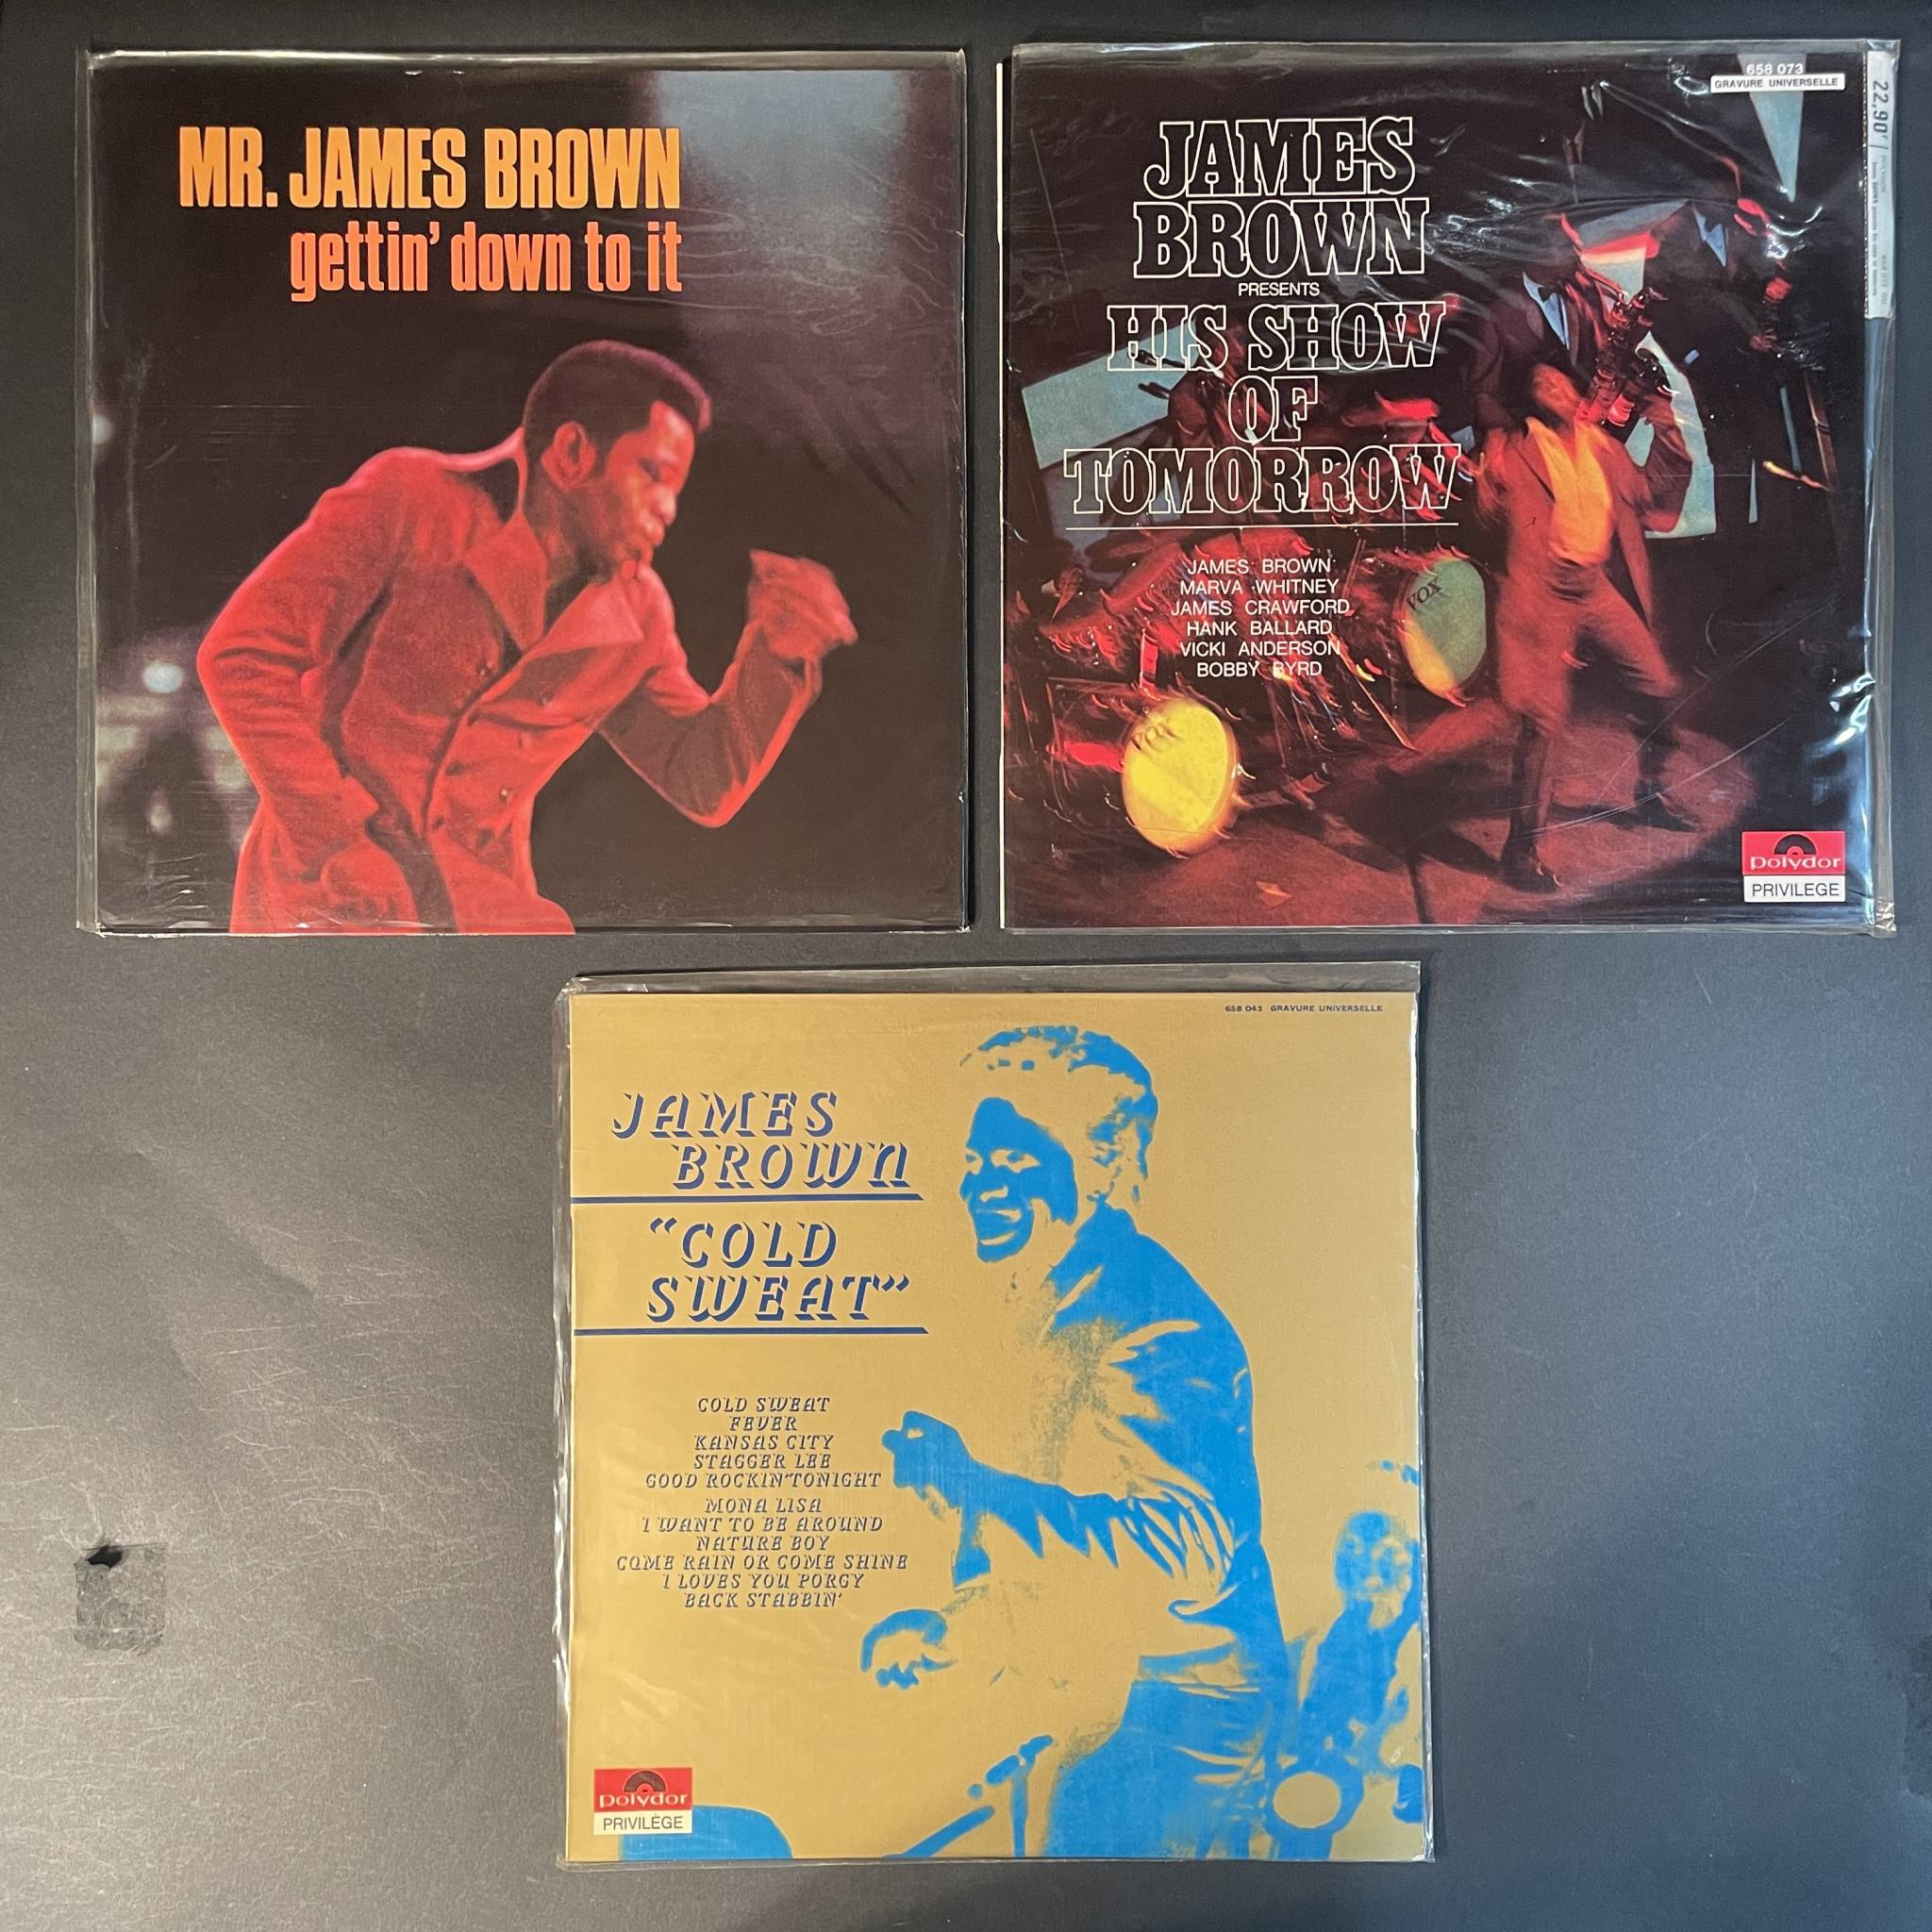 MR. JAMES BROWN
gettin' down to it
658 073
GRAVURE UNIVERSELLE
22,90
JAMES
BROWN
PRESENTS
HIS SHOW
OF
TOMORROW
JAMES BROWN
MARVA WHITNEY
JAMES CRAWFORD
HANK BALLARD
VICKI ANDERSON
BOBBY BYRD
VOX
VOX
Polydor
PRIVILEGE
658 043 GRAVURE UNIVERSELLE
JAMES
BROWN
"COLD
SWEAT"
COLD SWEAT
FEVER
KANSAS CITY
STAGGER LEE
GOOD ROCKIN'TONIGHT
MONA LISA
I WANT TO BE AROUND
NATURE BOY
COME RAIN OR COME SHINE
I LOVES YOU PORGY
BACK STABBIN'
Polydor
PRIVILÈGE